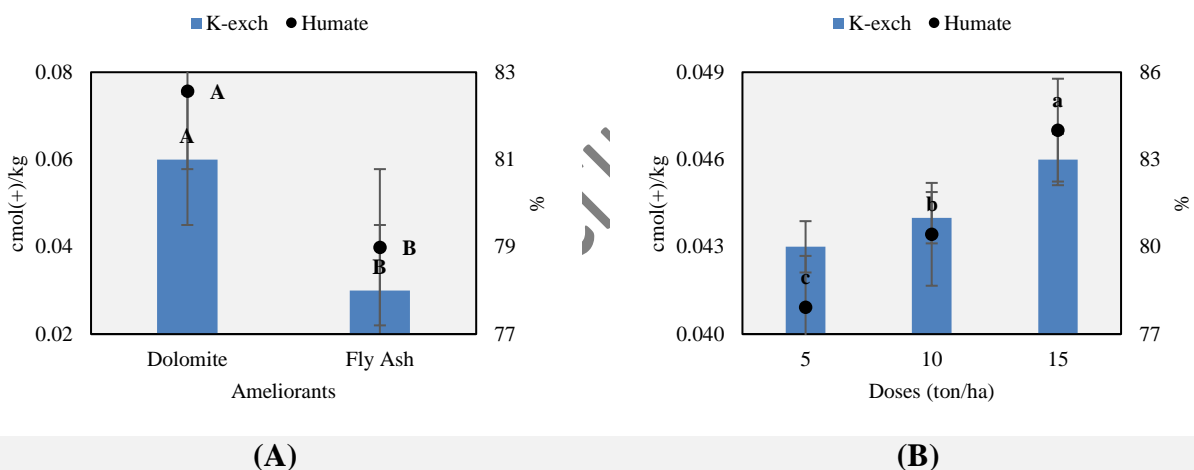 K-exch Humate
0.08
0.06
0.04
0.02
cmol(+)/kg
83
81
79
77
%
A
A
B
B
Dolomite Fly Ash
Ameliorants
(A)
K-exch Humate
0.049
0.046
0.043
0.040
cmol(+)/kg
86
83
80
77
%
a
b
c
5 10 15
Doses (ton/ha)
(B)